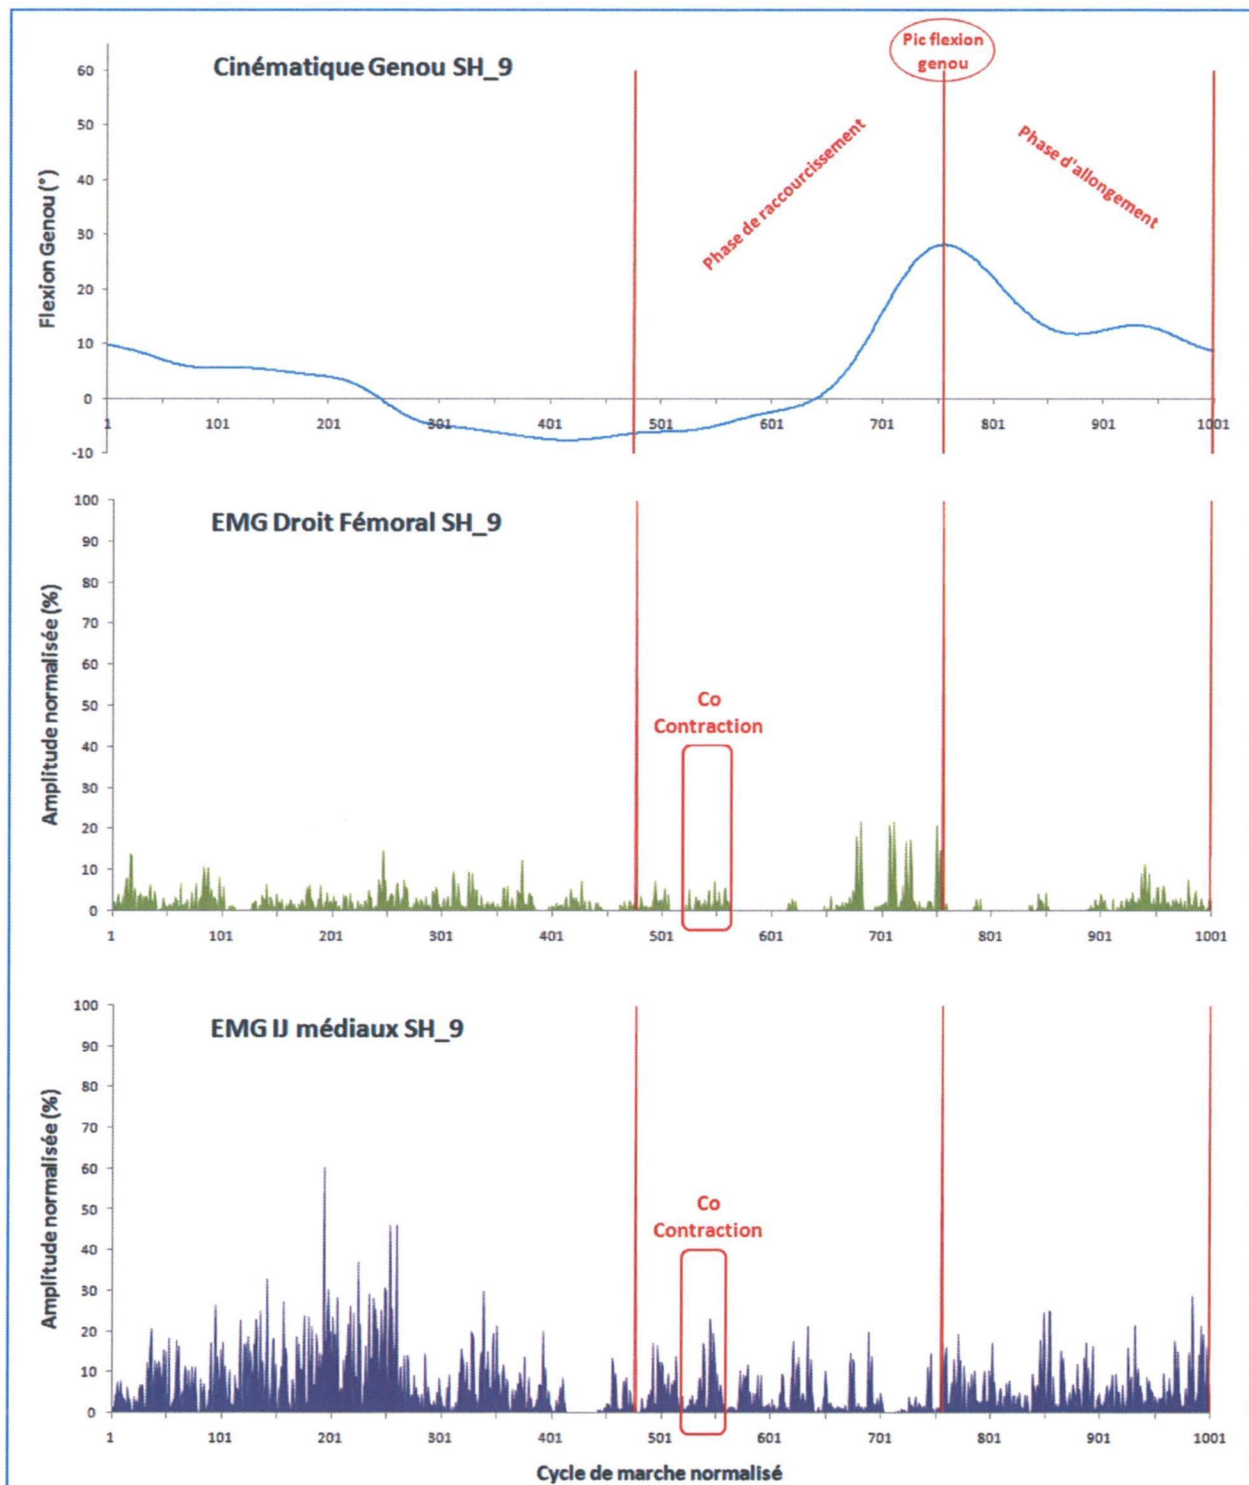 Cinématique Genou SH_9
Pic flexion
genou
Phase de raccourcissement
Phase d'allongement
Flexion Genou (°)
60
50
40
30
20
10
0
-10
1 101 201 301 401 501 601 701 801 901 1001
EMG Droit Fémoral SH_9
Co
Contraction
Amplitude normalisée (%)
100
90
80
70
60
50
40
30
20
10
0
1 101 201 301 401 501 601 701 801 901 1001
EMG IJ médiaux SH_9
Co
Contraction
Amplitude normalisée (%)
100
90
80
70
60
50
40
30
20
10
0
1 101 201 301 401 501 601 701 801 901 1001
Cycle de marche normalisé